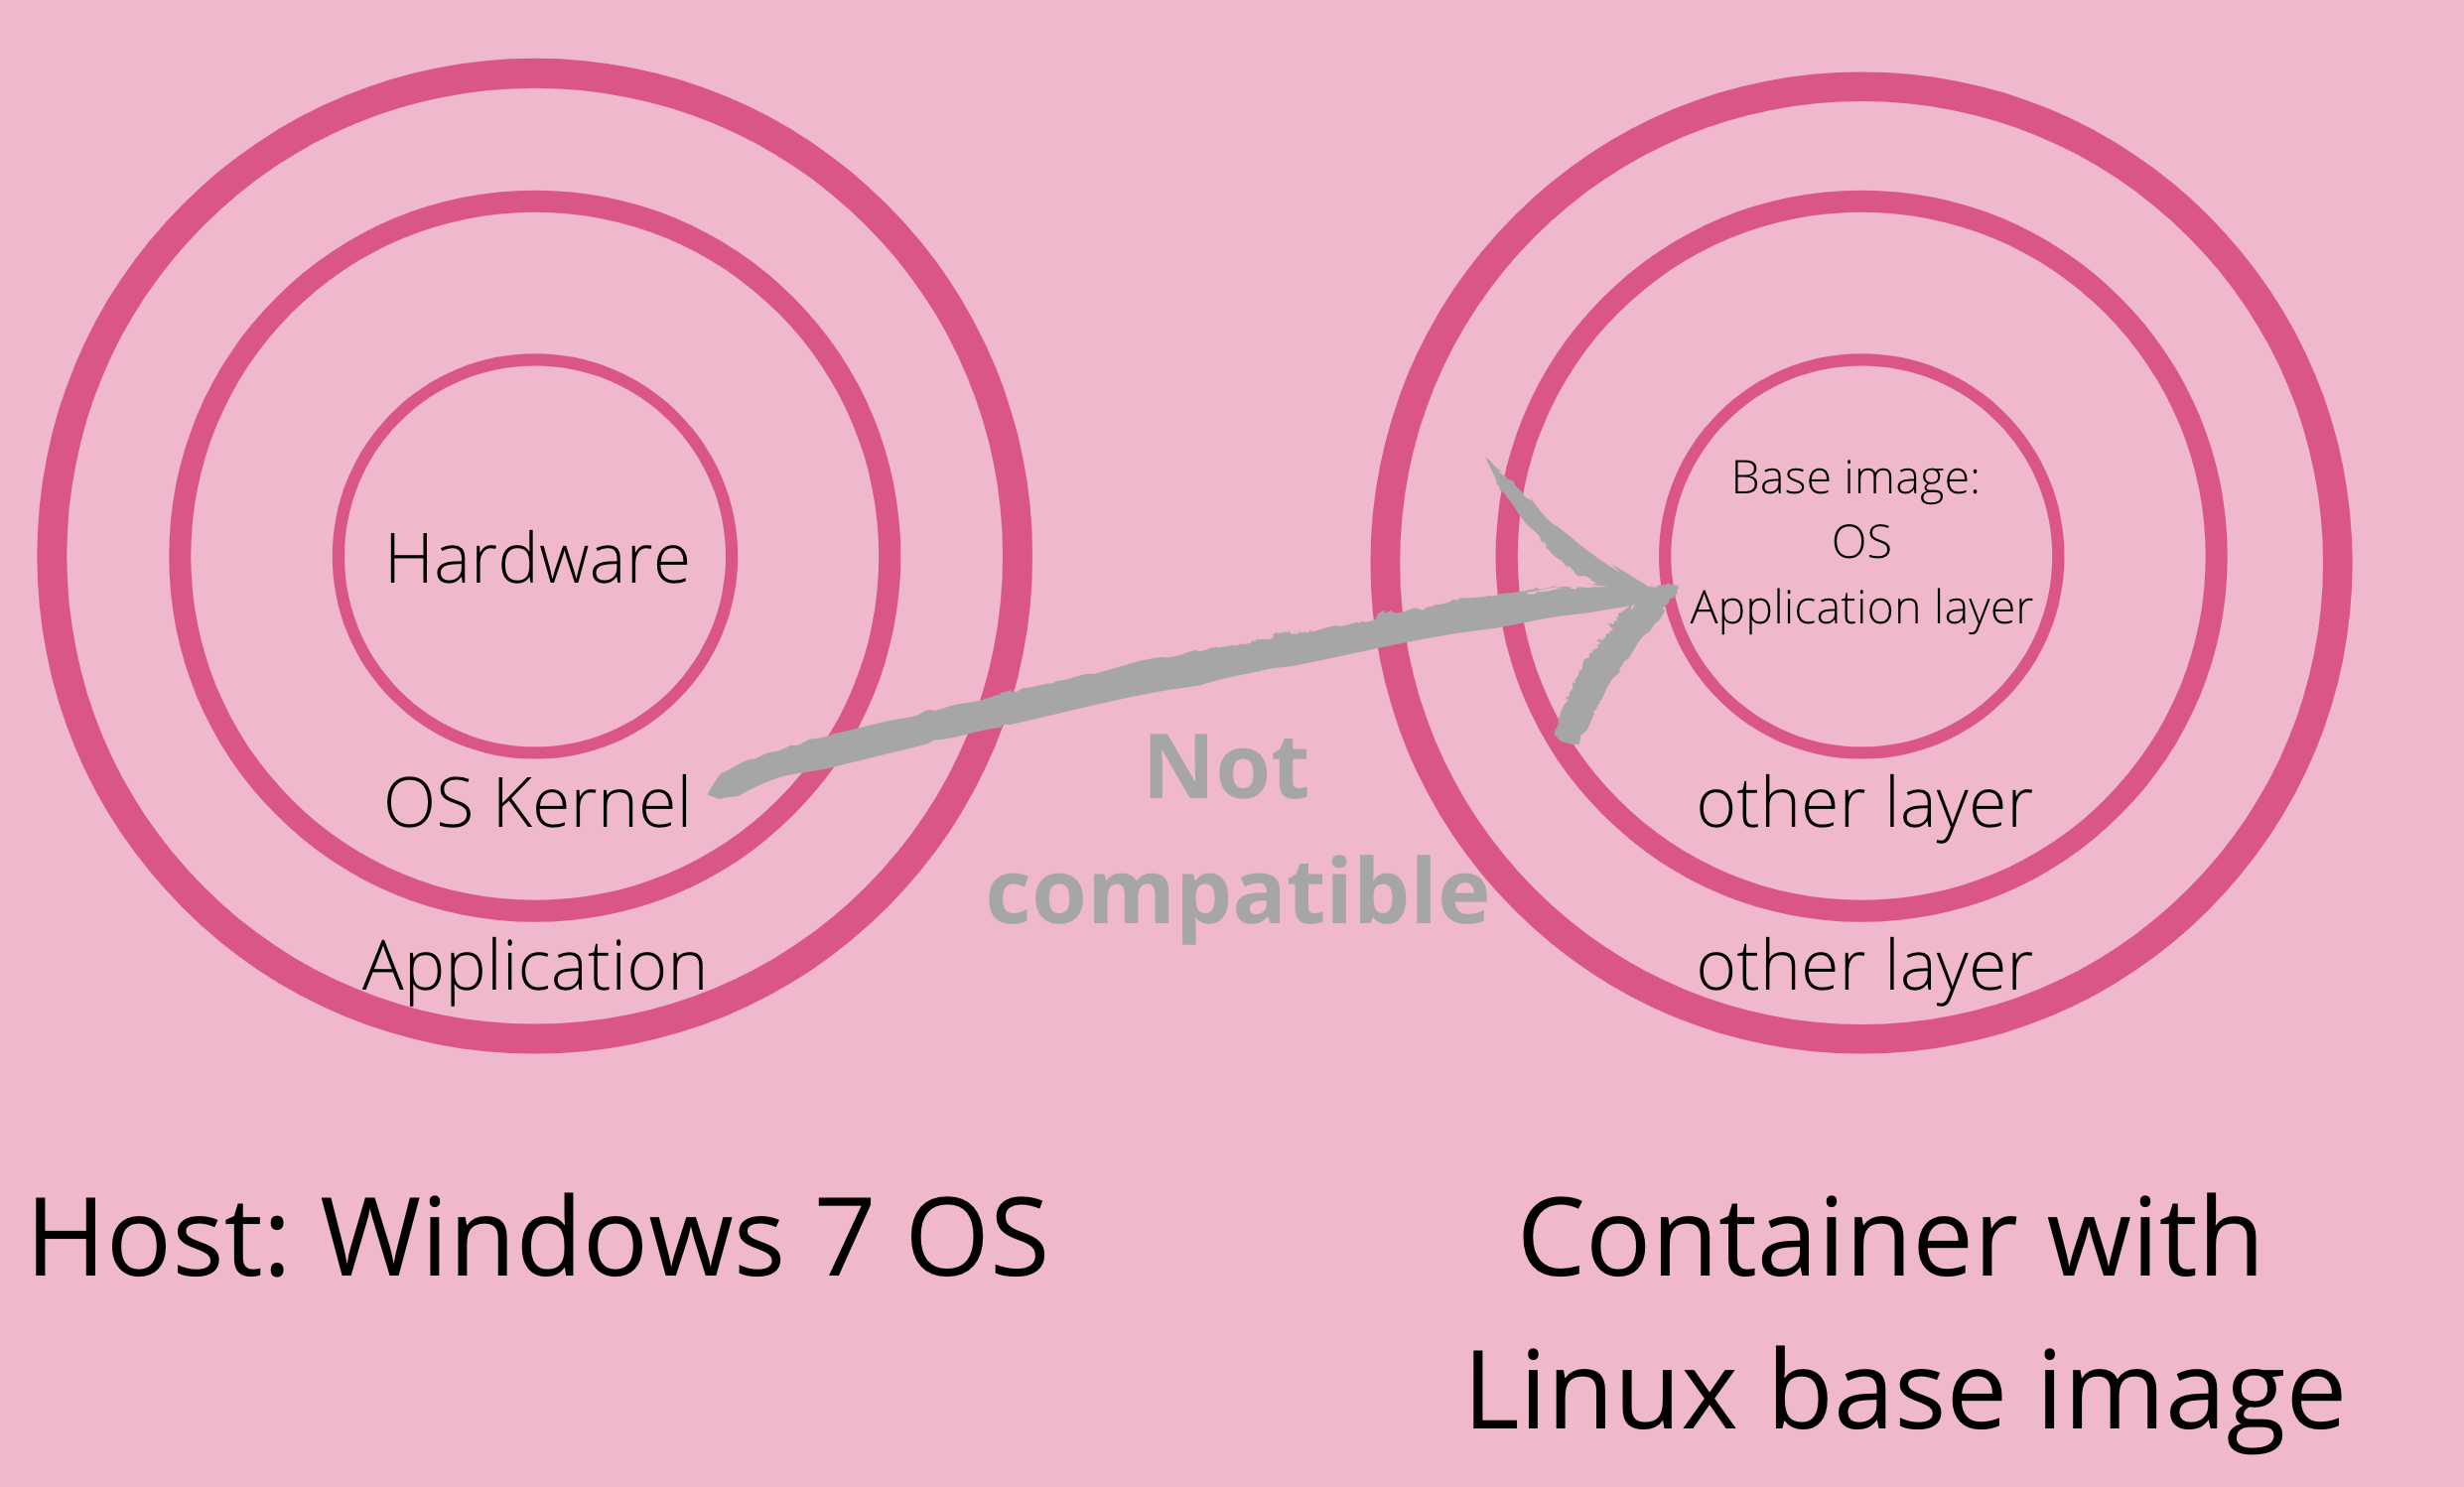 Hardware
OS Kernel
Application
Base image:
OS
Application layer
other layer
other layer
Not
compatible
Host: Windows 7 OS
Container with
Linux base image